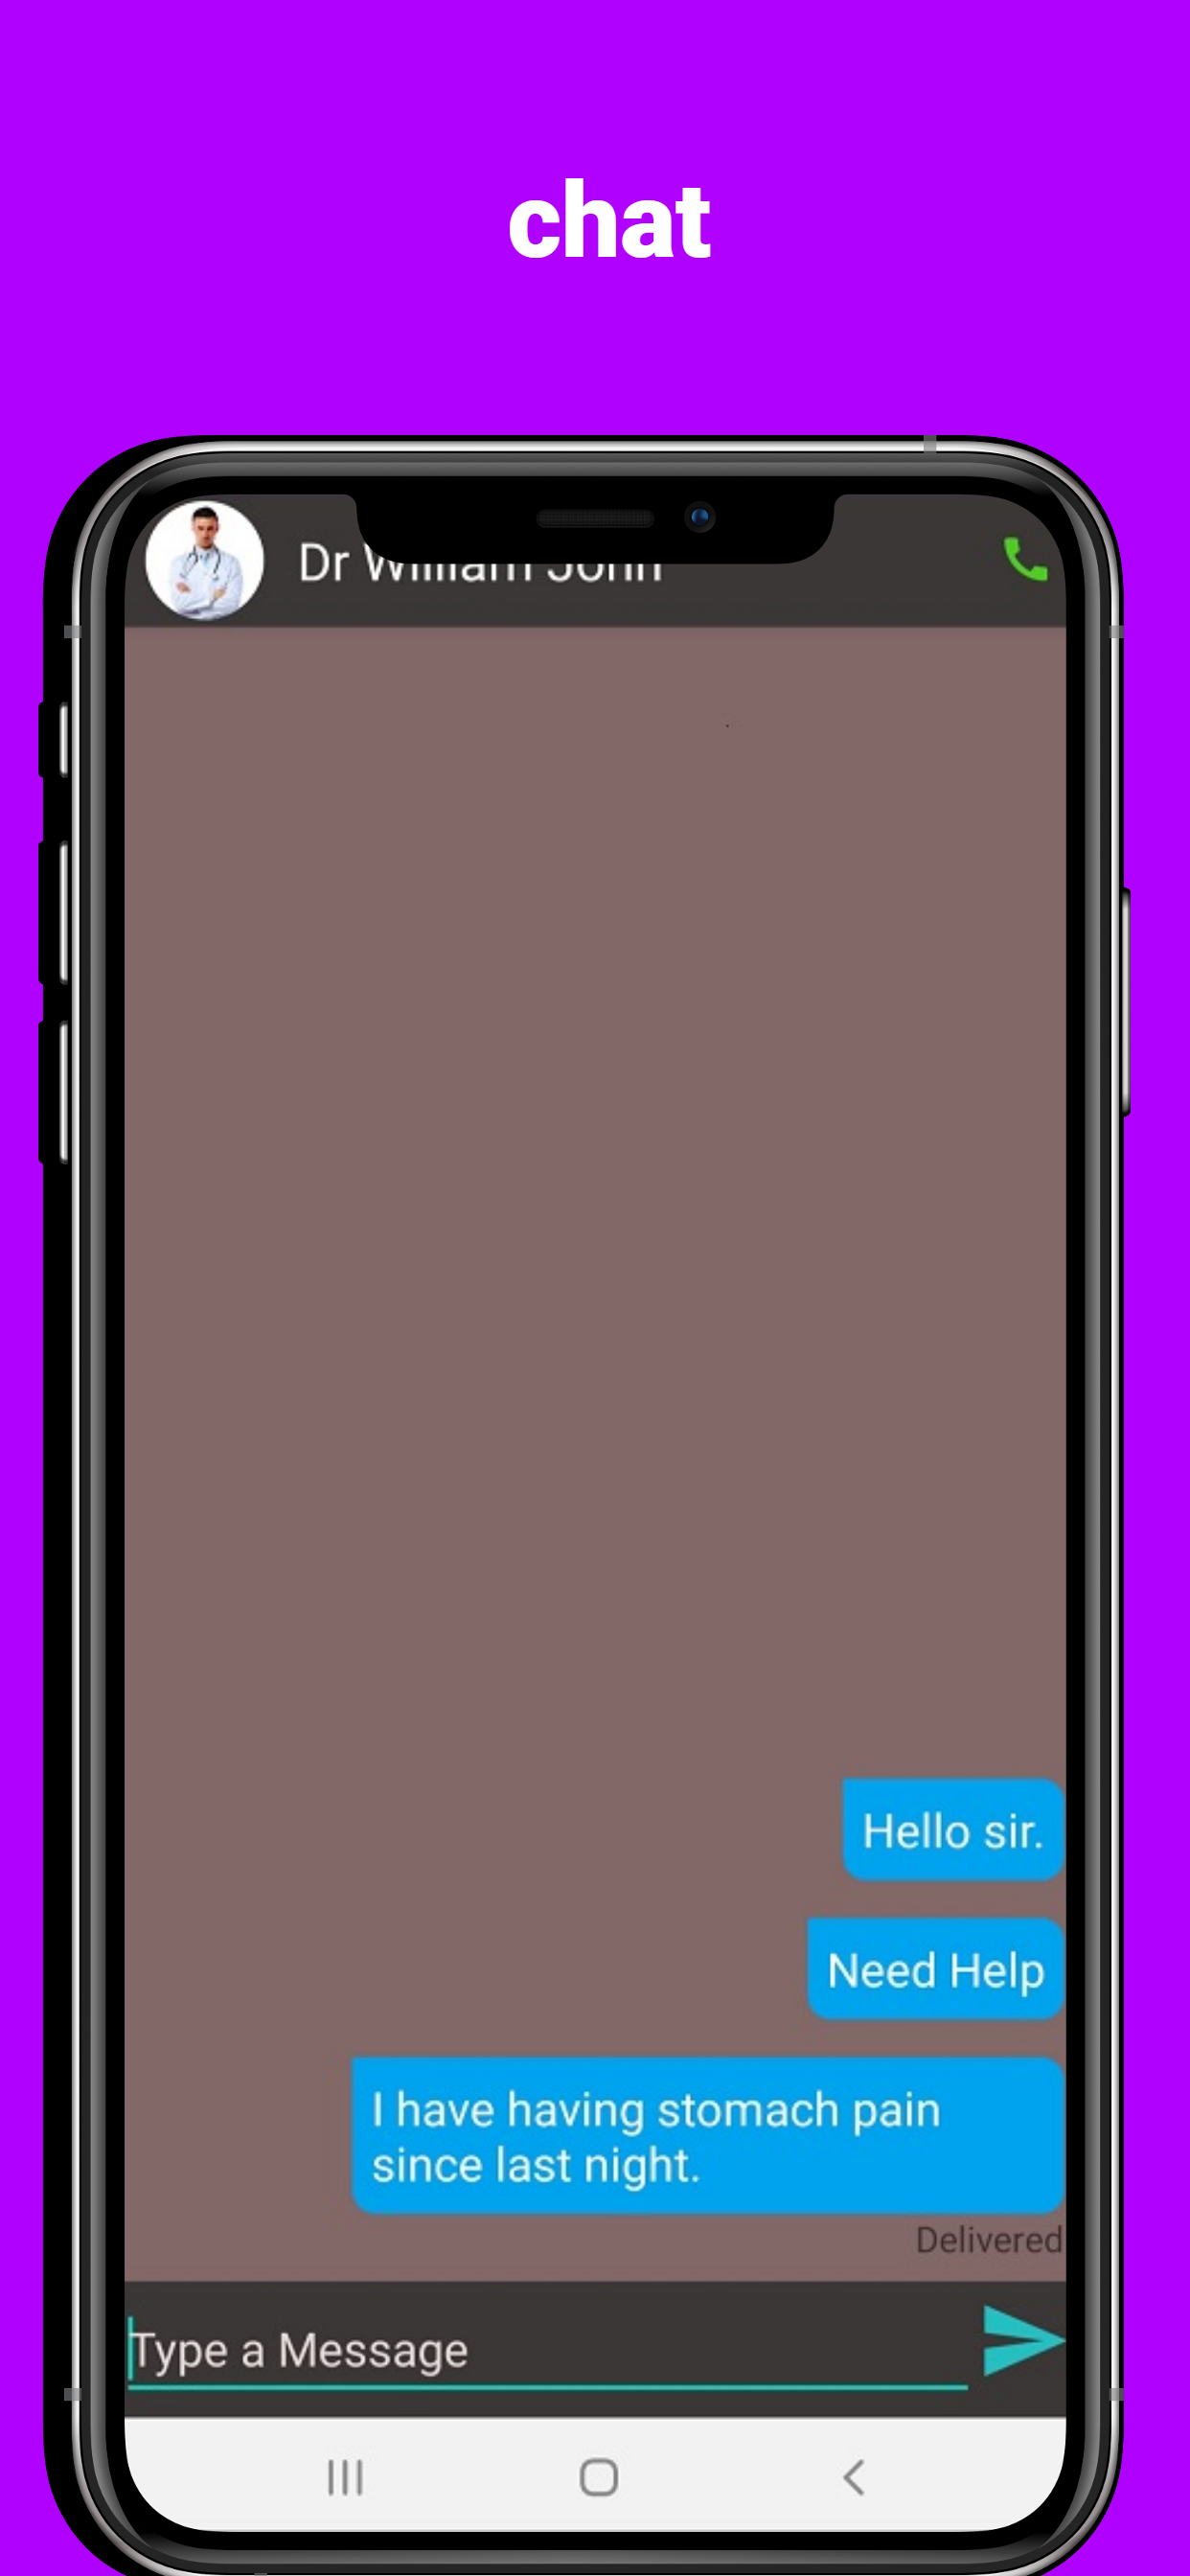 chat
Dr William John
Hello sir.
Need Help
I have having stomach pain
since last night.
Delivered
Type a Message